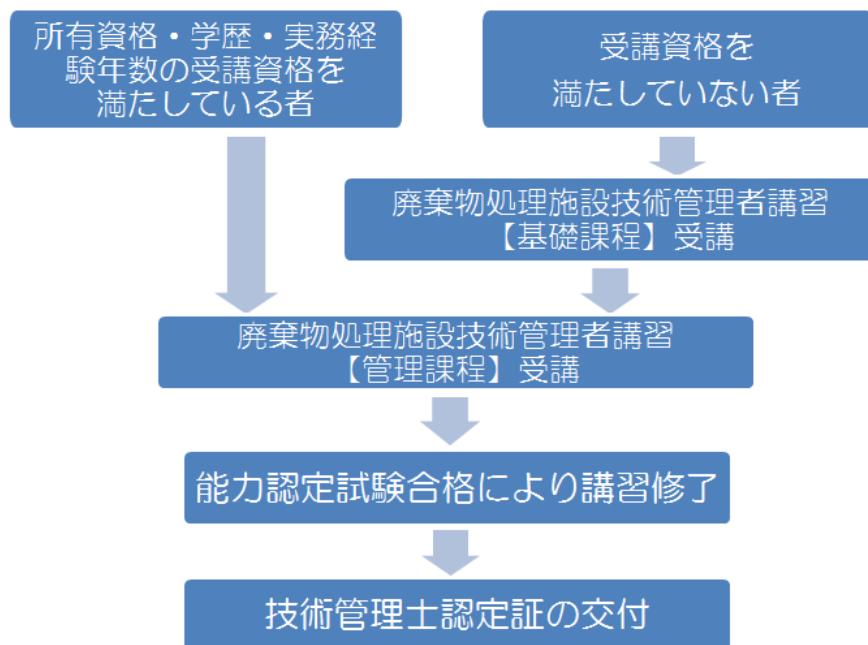 所有資格・学歴・実務経
験年数の受講資格を
満たしている者
受講資格を
満たしていない者
廃棄物処理施設技術管理者講習
【基礎課程】受講
廃棄物処理施設技術管理者講習
【管理課程】受講
能力認定試験合格により講習修了
技術管理士認定証の交付